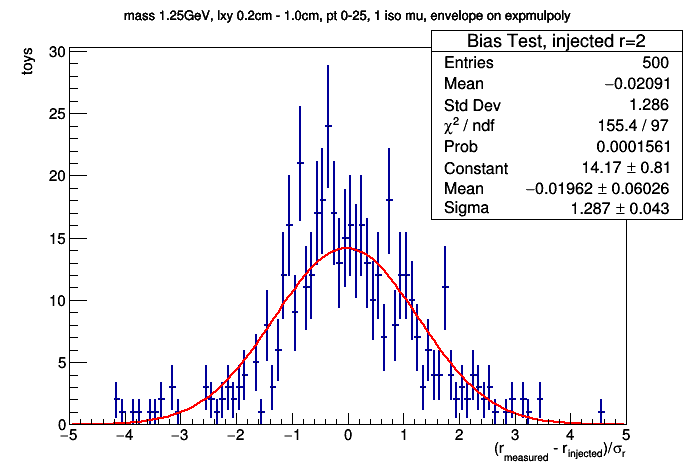 mass 1.25GeV, lxy 0.2cm - 1.0cm, pt 0-25, 1 iso mu, envelope on expmulpoly
Bias Test, injected r=2
Entries 500
Mean −0.02091
Std Dev 1.286
χ² / ndf 155.4 / 97
Prob 0.0001561
Constant 14.17 ± 0.81
Mean −0.01962 ± 0.06026
Sigma 1.287 ± 0.043
toys
30
25
20
15
10
5
0
−5 −4 −3 −2 −1 0 1 2 3 4 5
(r_measured - r_injected)/σ_r